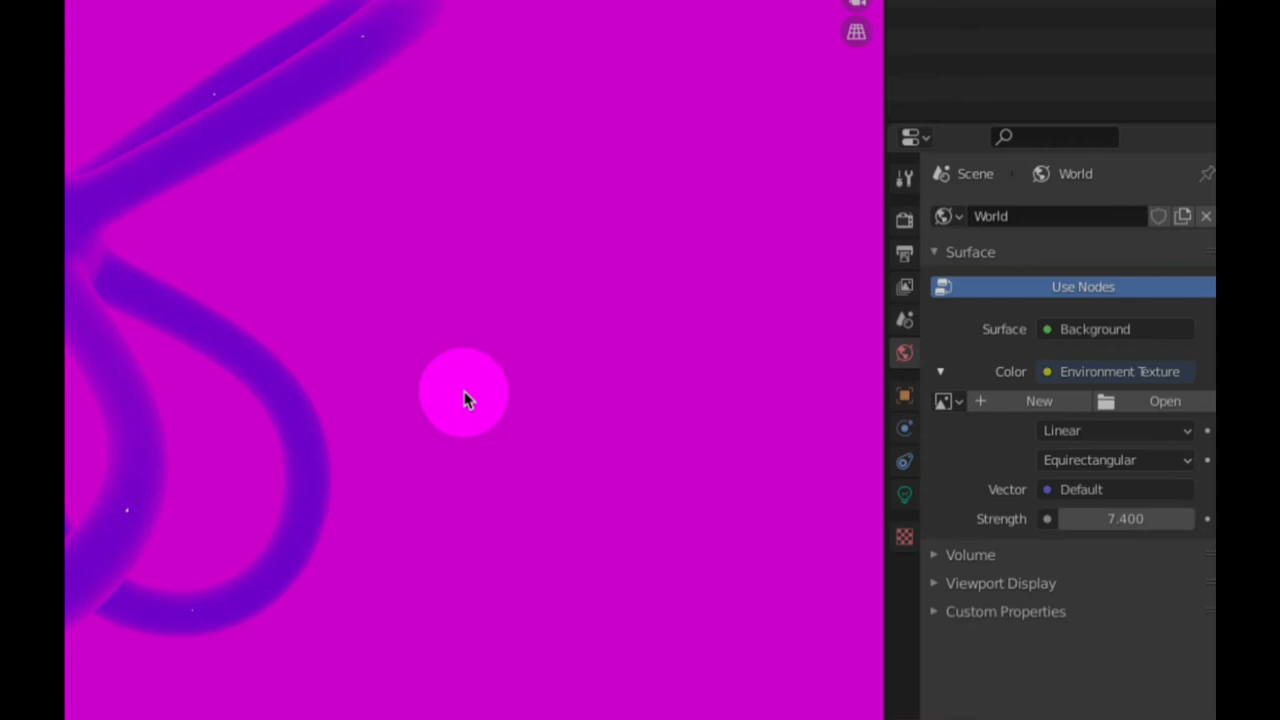 Scene World
World
Surface
Use Nodes
Surface Background
Color Environment Texture
New Open
Linear
Equirectangular
Vector Default
Strength 7.400
Volume
Viewport Display
Custom Properties